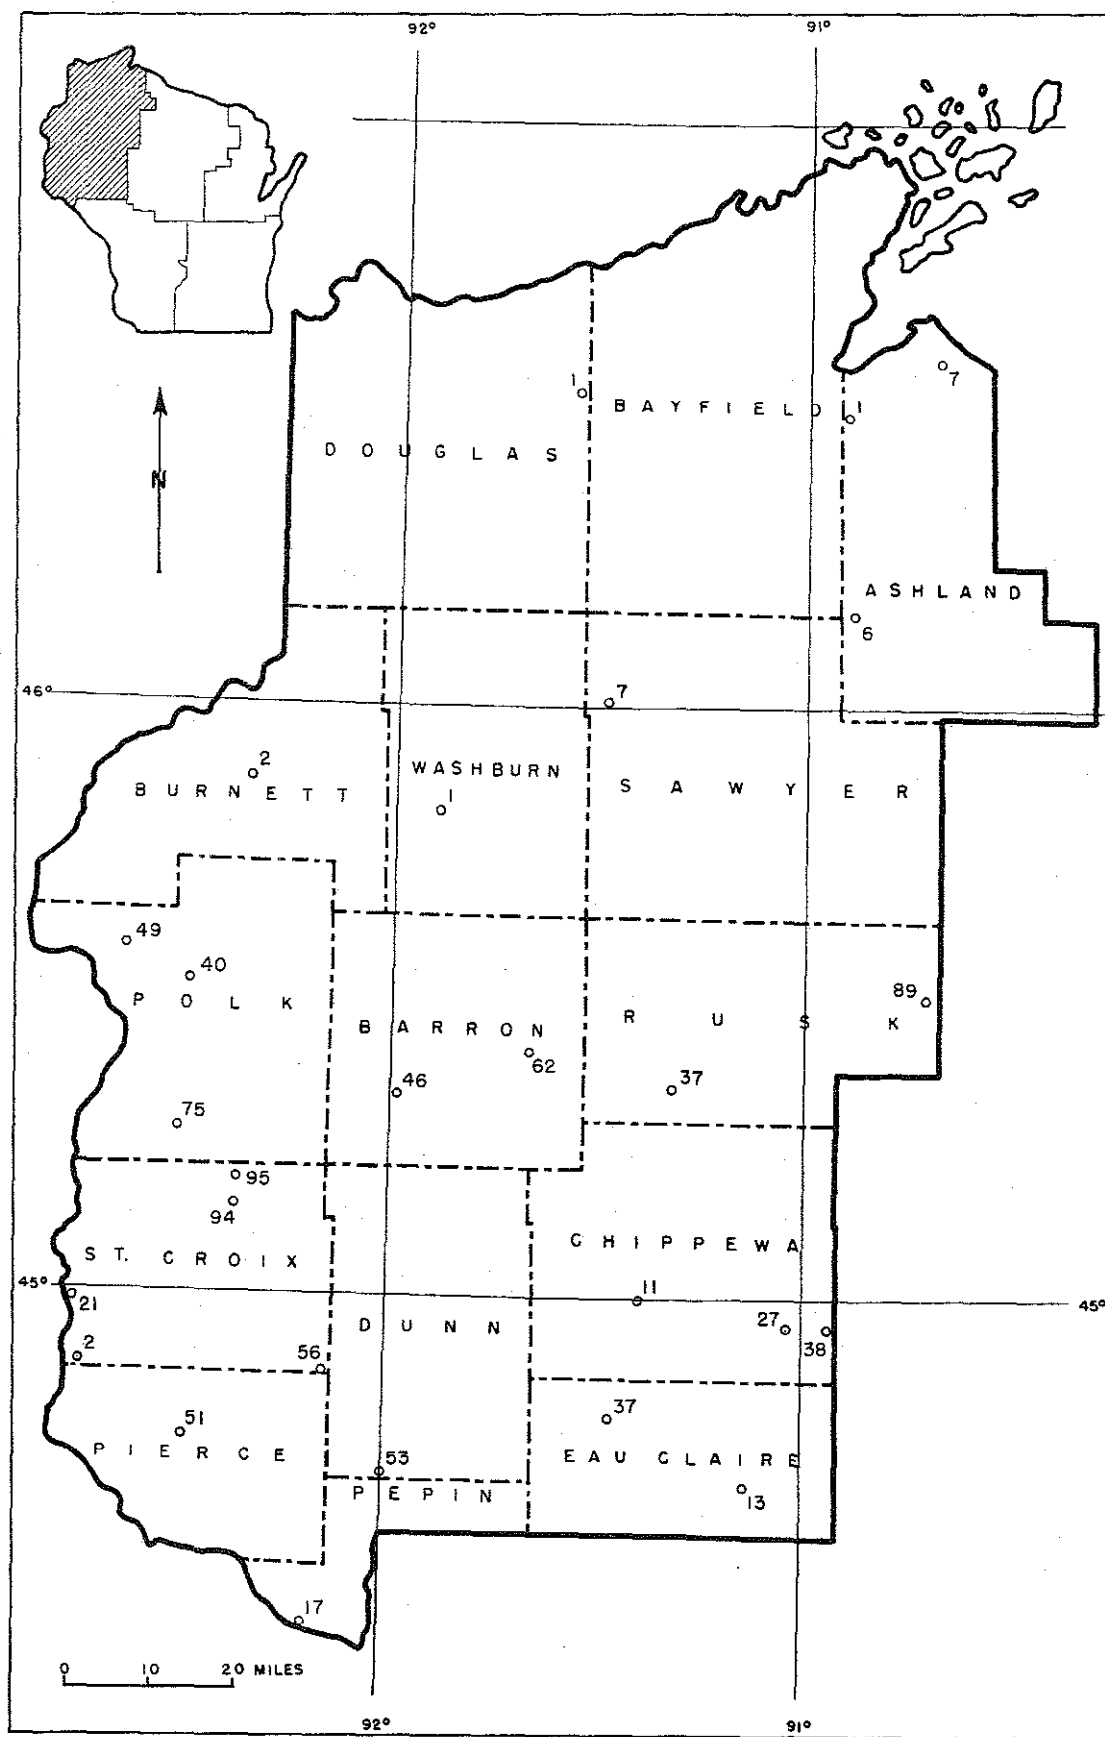 92° 91°
7
1
BAYFIELD 1
DOUGLAS
ASHLAND
6
N
46°
7
2
WASHBURN
BURNETT
1
SAWYER
49
40
89
POLK
RUSK
BARRON
62
46
37
75
95
94
CHIPPEWA
ST. CROIX
45°
11
45°
21
DUNN
27
38
2
56
37
51
PIERCE
EAU CLAIRE
53
PEPIN
13
17
0 10 20 MILES
92° 91°